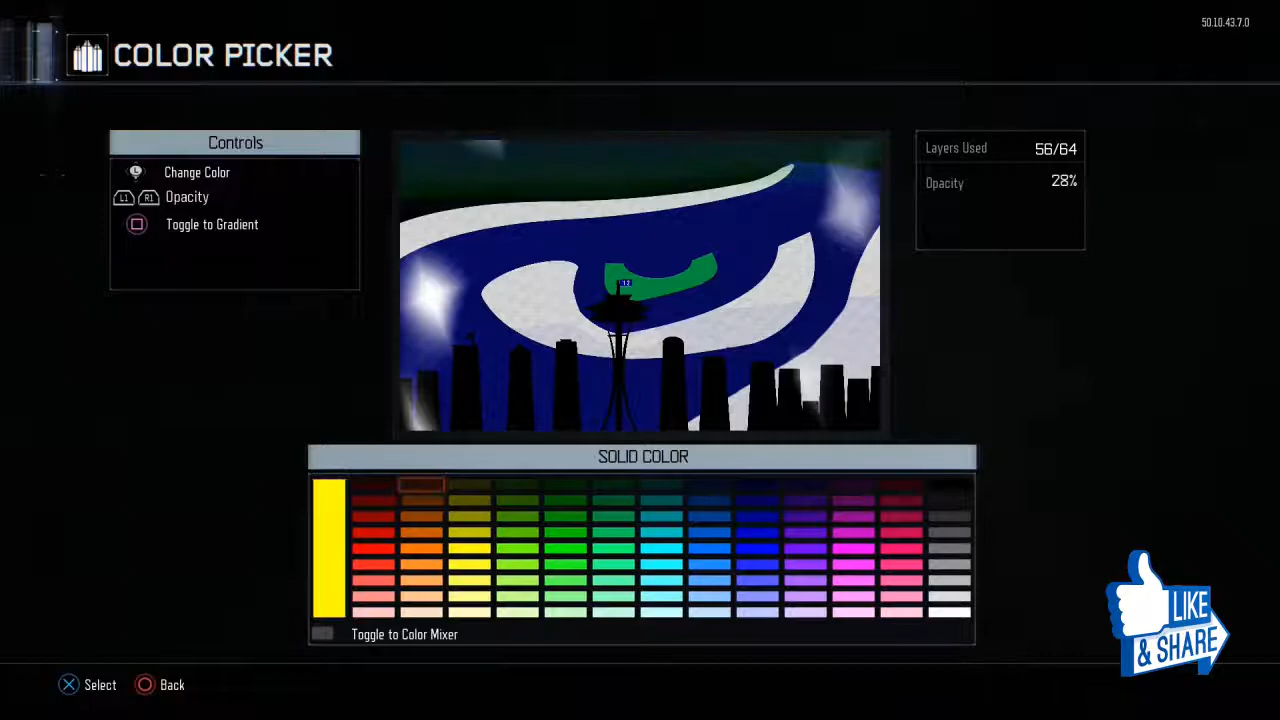 50.10.43.7.0
COLOR PICKER
Controls
L Change Color
L1 R1 Opacity
Toggle to Gradient
Layers Used 56/64
Opacity 28%
12
SOLID COLOR
Toggle to Color Mixer
LIKE
& SHARE
Select Back